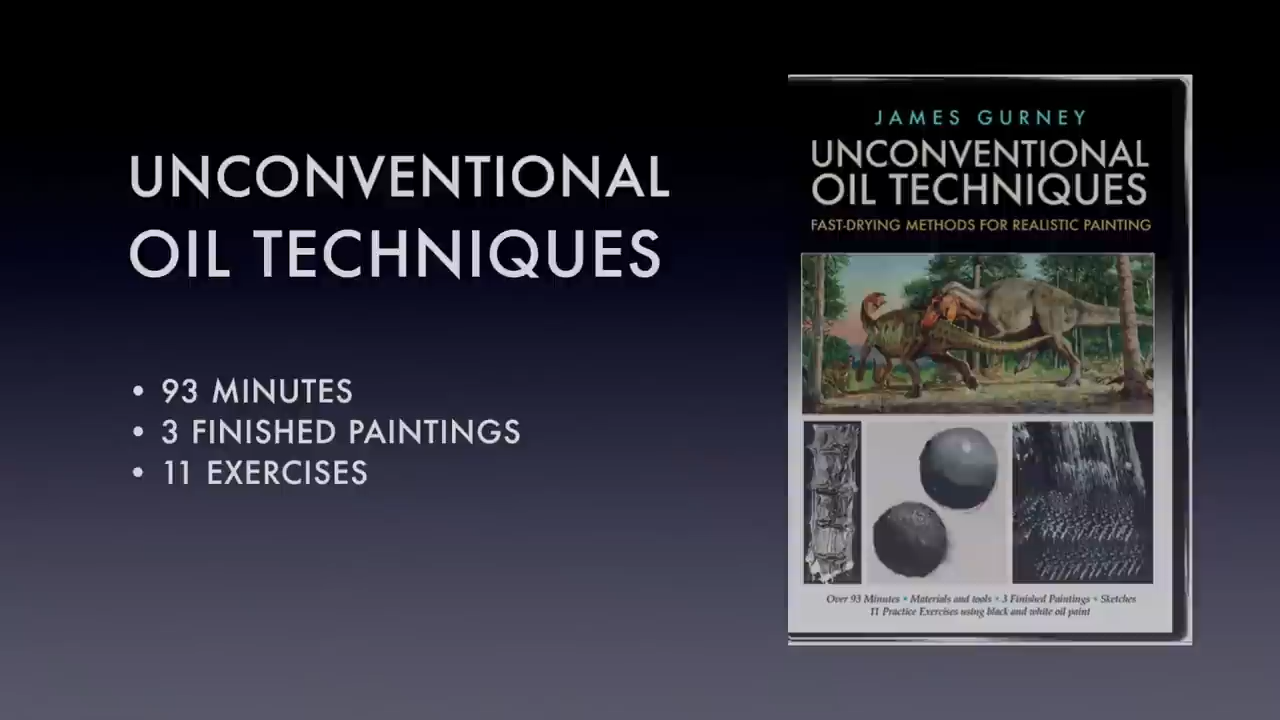 UNCONVENTIONAL
OIL TECHNIQUES
• 93 MINUTES
• 3 FINISHED PAINTINGS
• 11 EXERCISES
JAMES GURNEY
UNCONVENTIONAL
OIL TECHNIQUES
FAST-DRYING METHODS FOR REALISTIC PAINTING
Over 93 Minutes • Materials and tools • 3 Finished Paintings • Sketches
11 Practice Exercises using black and white oil paint